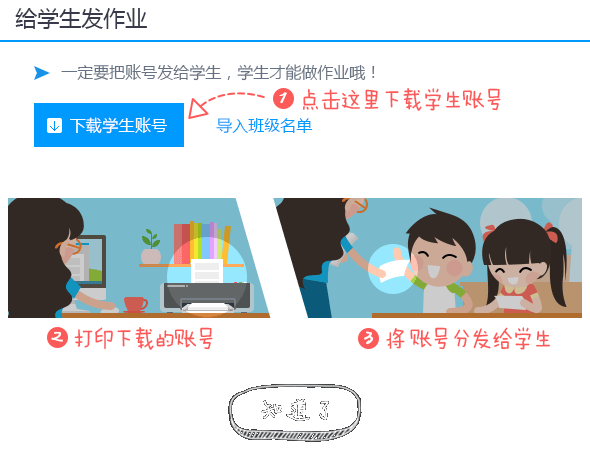 给学生发作业
一定要把账号发给学生，学生才能做作业哦！
1 点击这里下载学生账号
下载学生账号
导入班级名单
2 打印下载的账号
3 将账号分发给学生
知道了